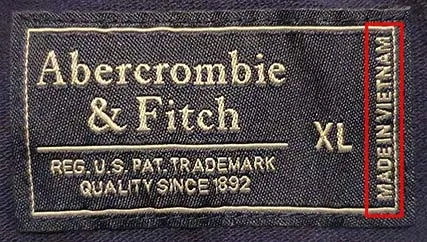 Abercrombie
& Fitch
REG. U.S. PAT. TRADEMARK
QUALITY SINCE 1892
XL
MADE IN VIETNAM